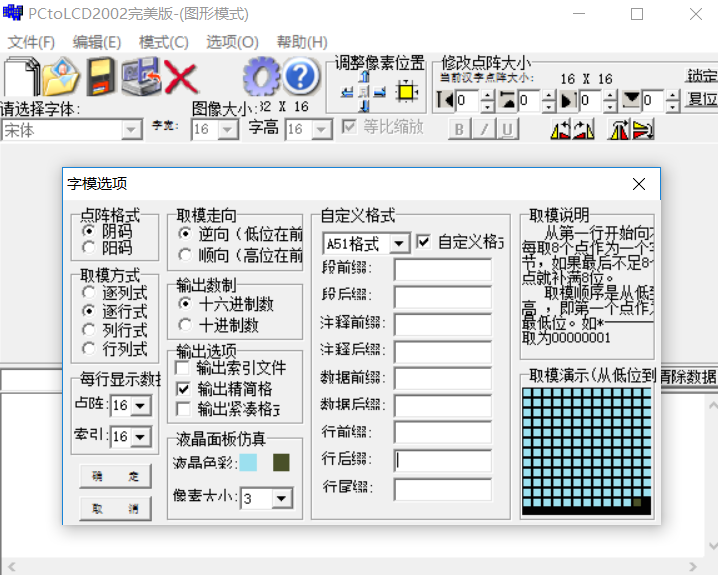 PCtoLCD2002完美版-(图形模式)
文件(F) 编辑(E) 模式(C) 选项(O) 帮助(H)
调整像素位置
修改点阵大小
当前汉字点阵大小: 16 X 16
锁定
0 0 0 0
复位
请选择字体: 图像大小: 32 X 16
宋体 字宽: 16 字高 16 等比缩放 B I U
字模选项
点阵格式
阴码
阳码
取模方式
逐列式
逐行式
列行式
行列式
每行显示数据
点阵: 16
索引: 16
确 定
取 消
取模走向
逆向（低位在前
顺向（高位在前
输出数制
十六进制数
十进制数
输出选项
输出索引文件
输出精简格
输出紧凑格式
液晶面板仿真
液晶色彩:
像素大小: 3
自定义格式
A51格式 自定义格式
段前缀:
段后缀:
注释前缀:
注释后缀:
数据前缀:
数据后缀:
行前缀:
行后缀:
行尾缀:
取模说明
从第一行开始向
每取8个点作为一个字
节，如果最后不足8
点就补满8位。
取模顺序是从低到
高，即第一个点作
最低位。如*———————
取为00000001
取模演示(从低位到
清除数据